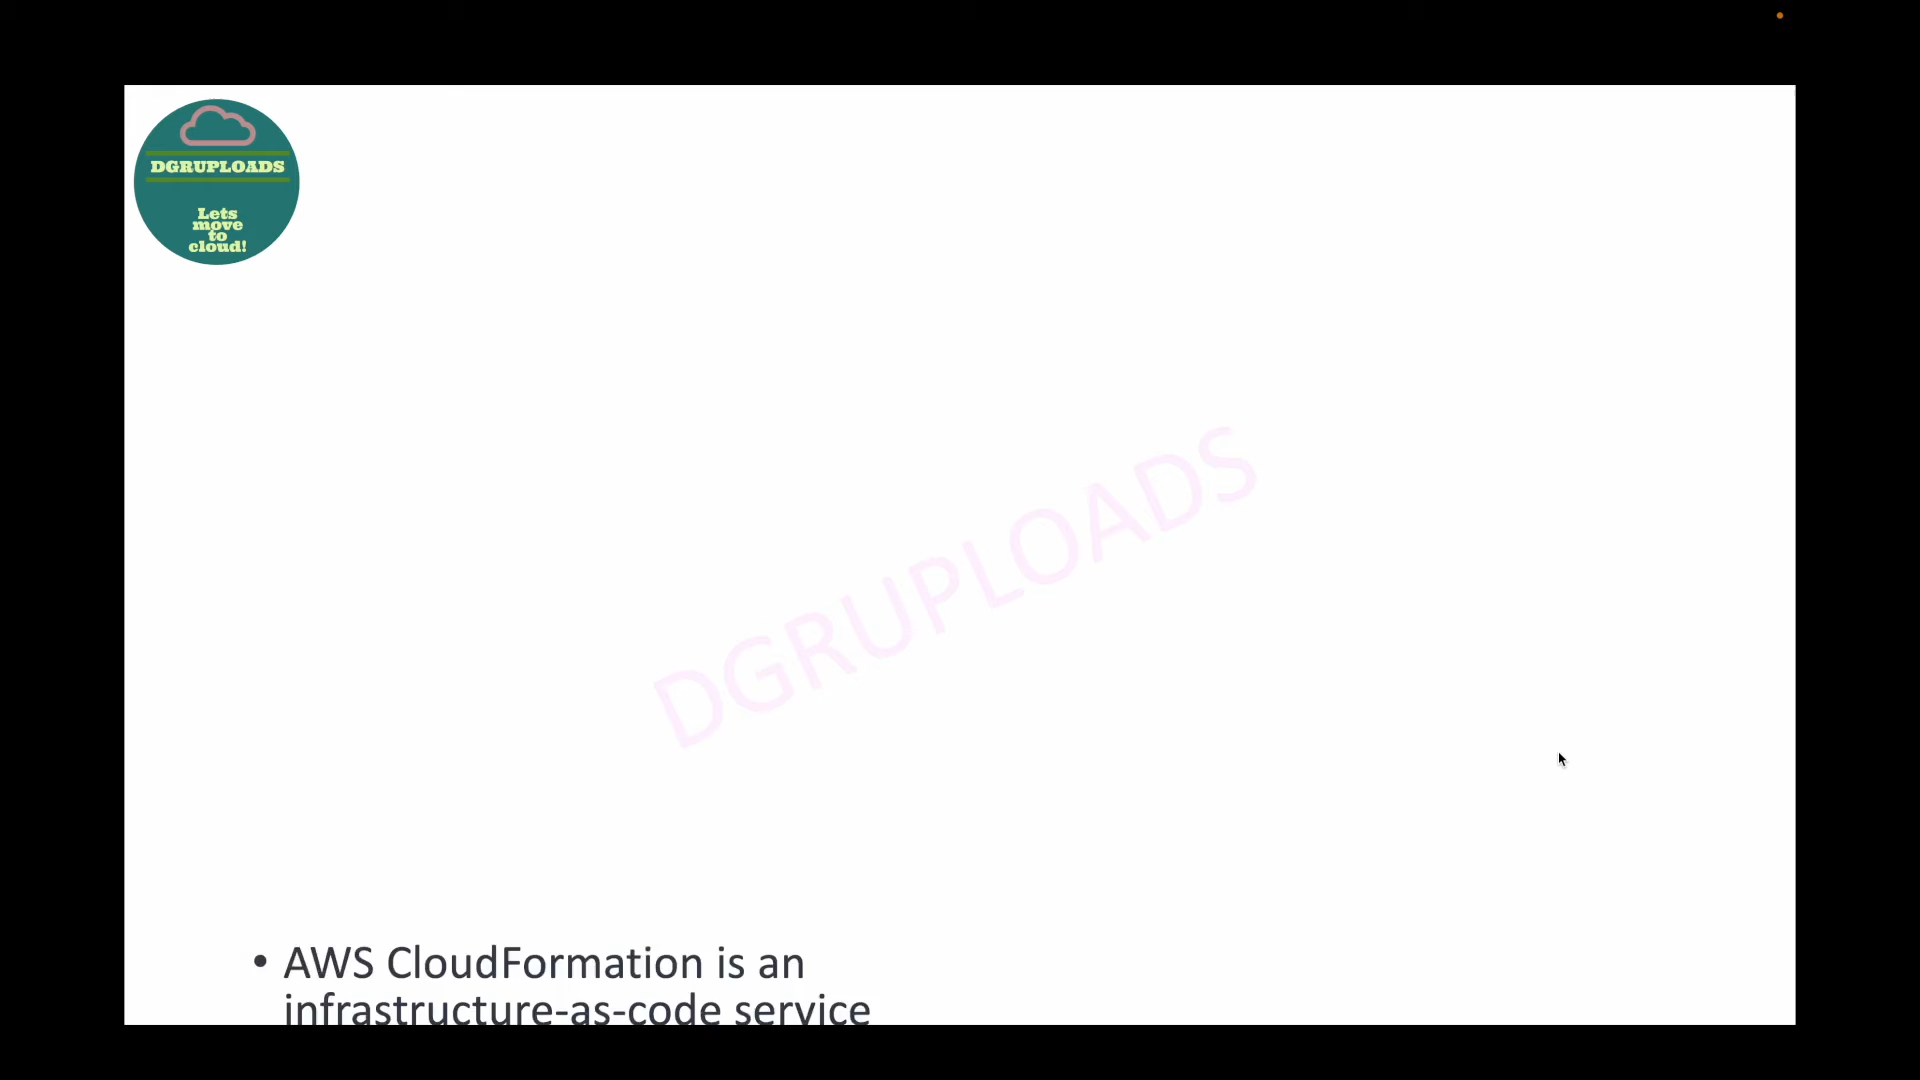 DGRUPLOADS
Lets
move
to
cloud!
DGRUPLOADS
• AWS CloudFormation is an
infrastructure-as-code service